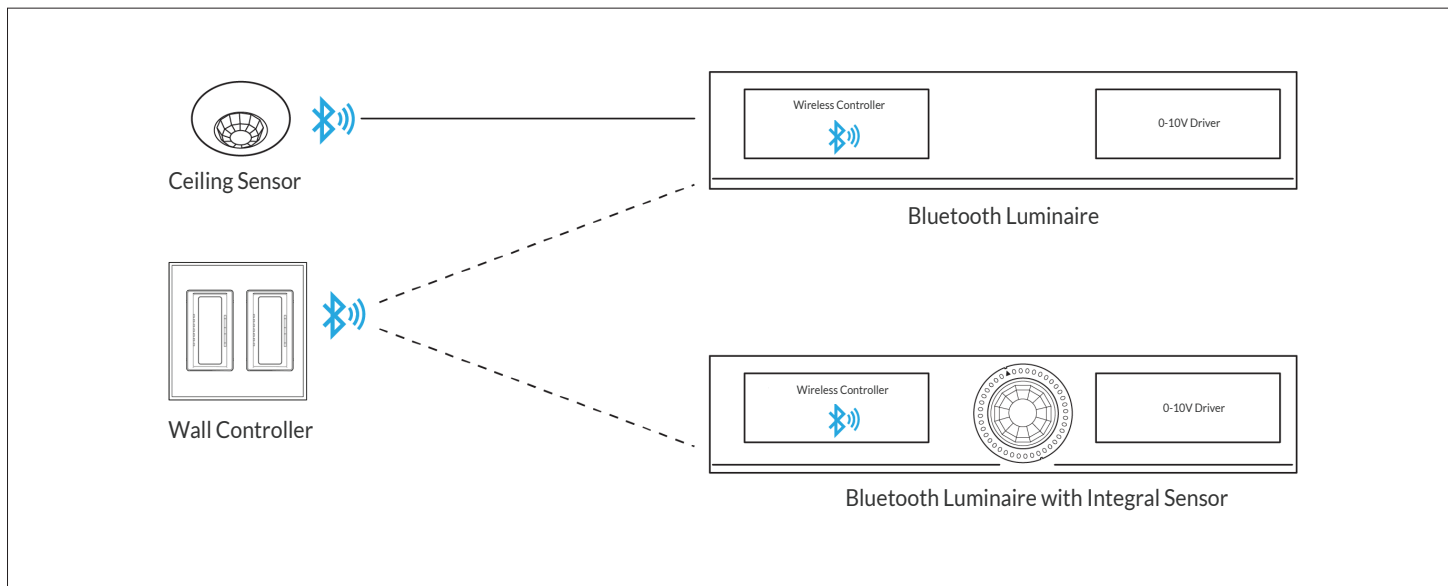 Wireless Controller
0-10V Driver
Ceiling Sensor
Bluetooth Luminaire
Wall Controller
Wireless Controller
0-10V Driver
Bluetooth Luminaire with Integral Sensor